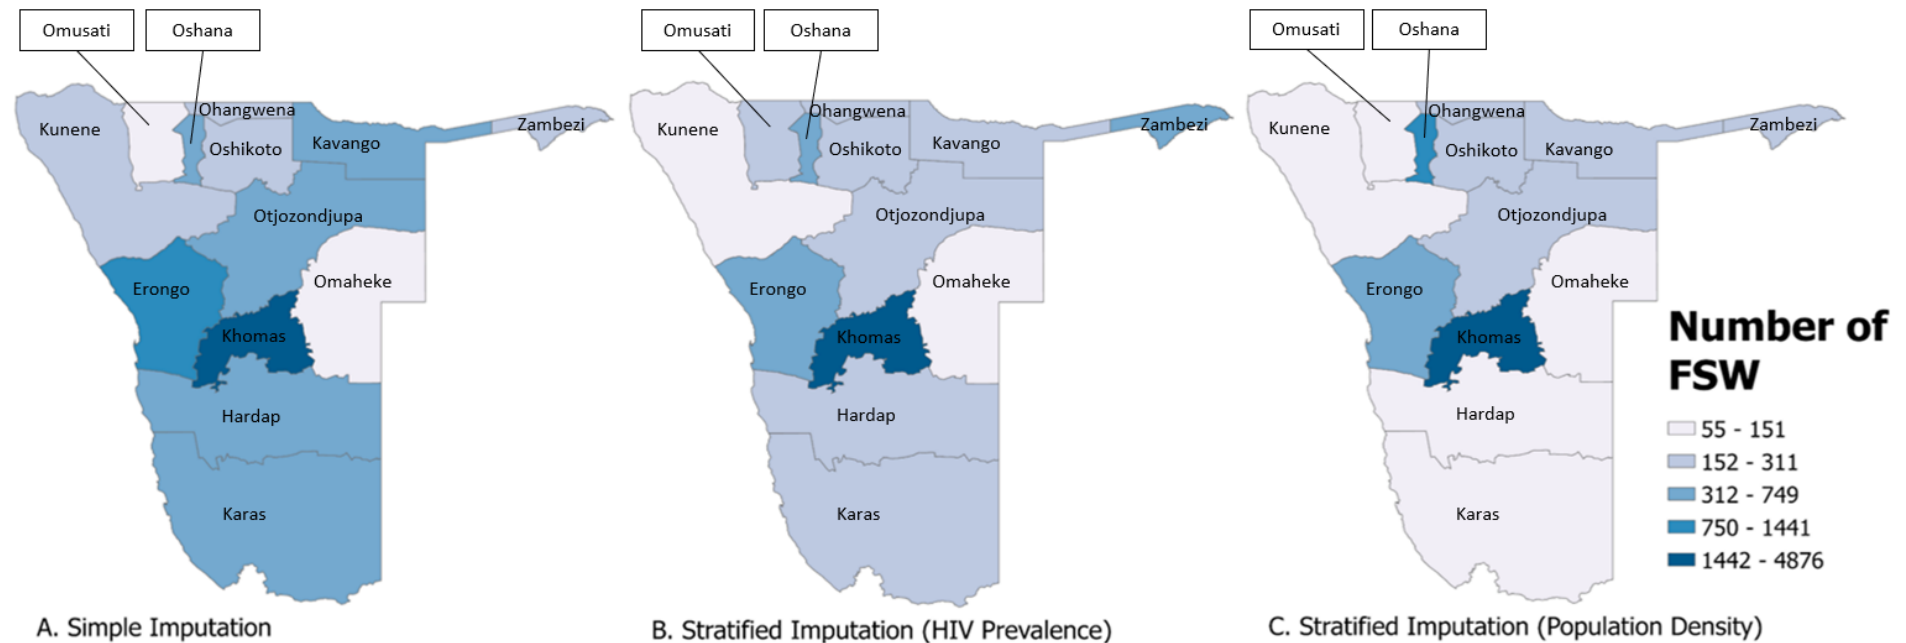 Omusati
Oshana
Kunene
Ohangwena
Oshikoto
Kavango
Zambezi
Otjozondjupa
Erongo
Omaheke
Khomas
Hardap
Karas
A. Simple Imputation
Omusati
Oshana
Kunene
Ohangwena
Oshikoto
Kavango
Zambezi
Otjozondjupa
Erongo
Omaheke
Khomas
Hardap
Karas
B. Stratified Imputation (HIV Prevalence)
Omusati
Oshana
Kunene
Ohangwena
Oshikoto
Kavango
Zambezi
Otjozondjupa
Erongo
Omaheke
Khomas
Hardap
Karas
C. Stratified Imputation (Population Density)
Number of
FSW
55 - 151
152 - 311
312 - 749
750 - 1441
1442 - 4876